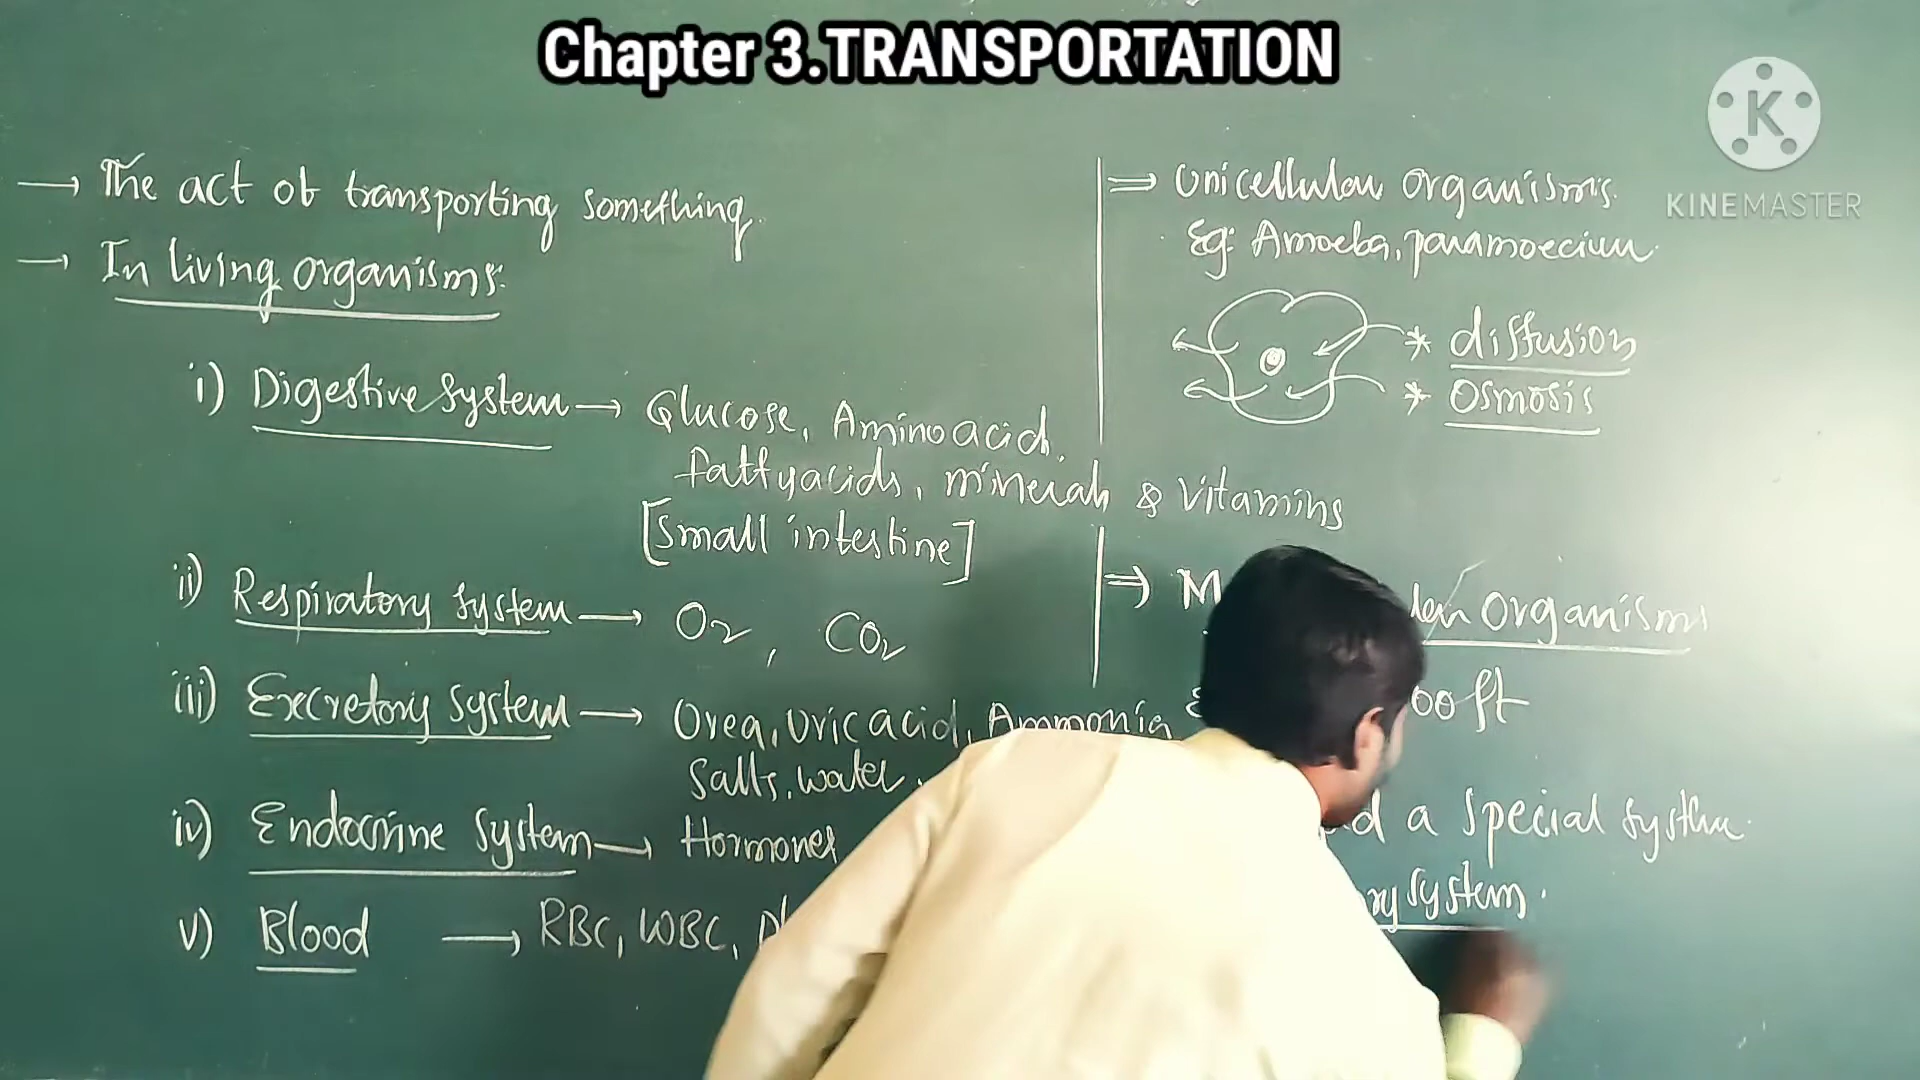 Chapter 3.TRANSPORTATION
K
KINEMASTER
→ The act of transporting something.
→ In living organisms:
i) Digestive system → Glucose, Amino acid,
fattyacids, minerals & vitamins
[Small intestine]
ii) Respiratory system → O2, CO2
iii) Excretory system → Urea, Uric acid, Ammonia
Salts, water.
iv) Endocrine system → Hormones
v) Blood → RBC, WBC,
⇒ Unicellular organisms.
Eg: Amoeba, paramoecium.
* diffusion
* Osmosis
⇒ Organisms
00 ft
a special system.
system.